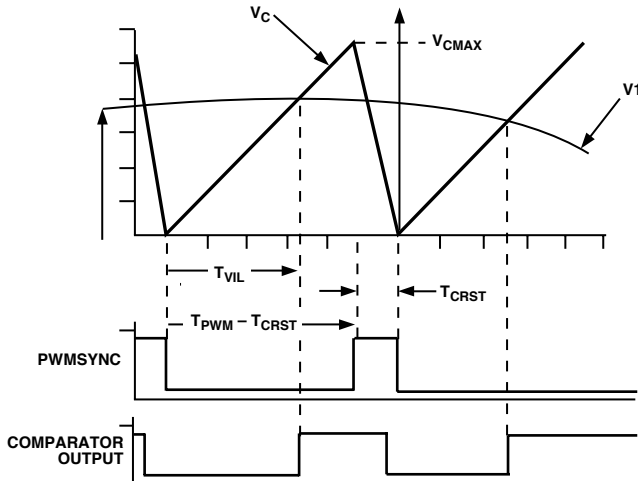 V_C
V_CMAX
V1
T_VIL
T_CRST
T_PWM – T_CRST
PWMSYNC
COMPARATOR
OUTPUT